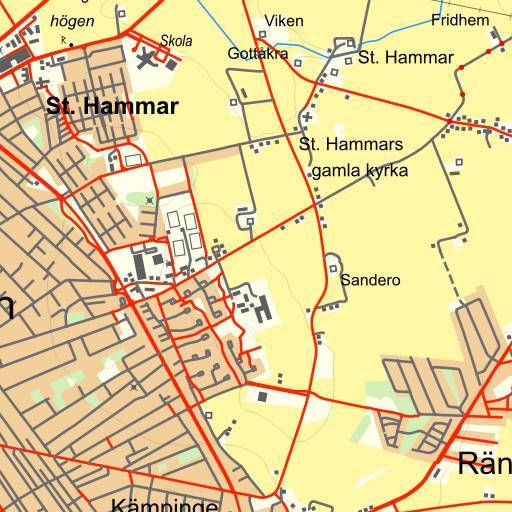 högen
Viken
Fridhem
Skola
Gottåkra
St. Hammar
St. Hammar
St. Hammars
gamla kyrka
Sandero
n
Rän
Kämpinge